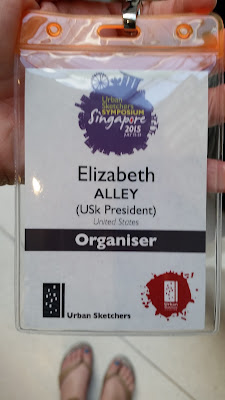 Urban
Sketchers
SYMPOSIUM
Singapore
2015
Elizabeth
ALLEY
(USk President)
United States
Organiser
Urban Sketchers